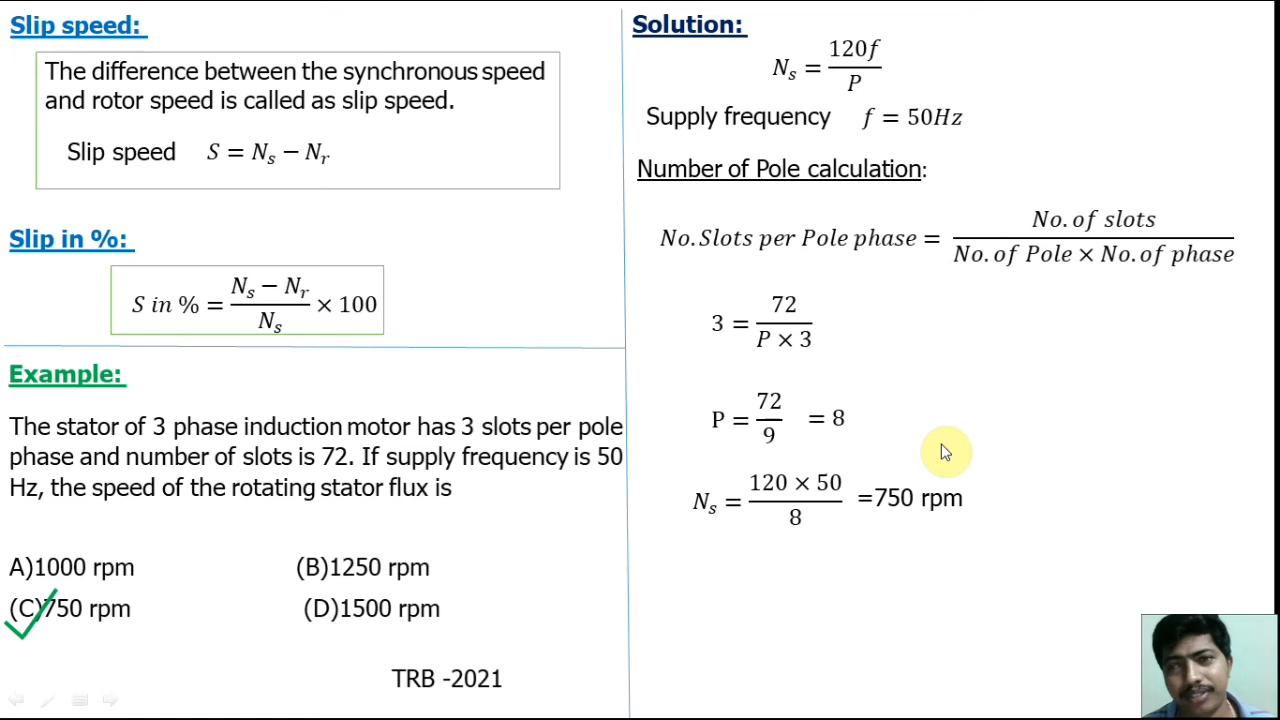 Slip speed:
The difference between the synchronous speed
and rotor speed is called as slip speed.
Slip speed S = Nₛ − Nᵣ
Slip in %:
S in % = (Nₛ − Nᵣ)/Nₛ × 100
Example:
The stator of 3 phase induction motor has 3 slots per pole
phase and number of slots is 72. If supply frequency is 50
Hz, the speed of the rotating stator flux is
A)1000 rpm (B)1250 rpm
(C)750 rpm (D)1500 rpm
TRB -2021
Solution:
Nₛ = 120f/P
Supply frequency f = 50Hz
Number of Pole calculation:
No. Slots per Pole phase = No. of slots/No. of Pole × No. of phase
3 = 72/P × 3
P = 72/9 = 8
Nₛ = 120 × 50/8 =750 rpm